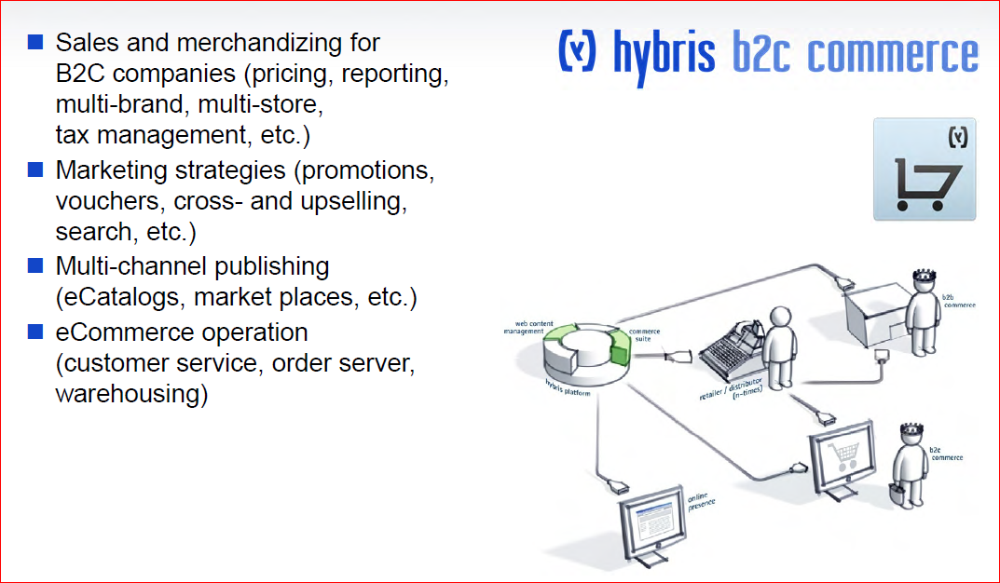 Sales and merchandizing for
B2C companies (pricing, reporting,
multi-brand, multi-store,
tax management, etc.)
Marketing strategies (promotions,
vouchers, cross- and upselling,
search, etc.)
Multi-channel publishing
(eCatalogs, market places, etc.)
eCommerce operation
(customer service, order server,
warehousing)
hybris b2c commerce
web content
management
commerce
suite
hybris platform
retailer / distributor
(n-times)
b2b
commerce
b2c
commerce
online
presence